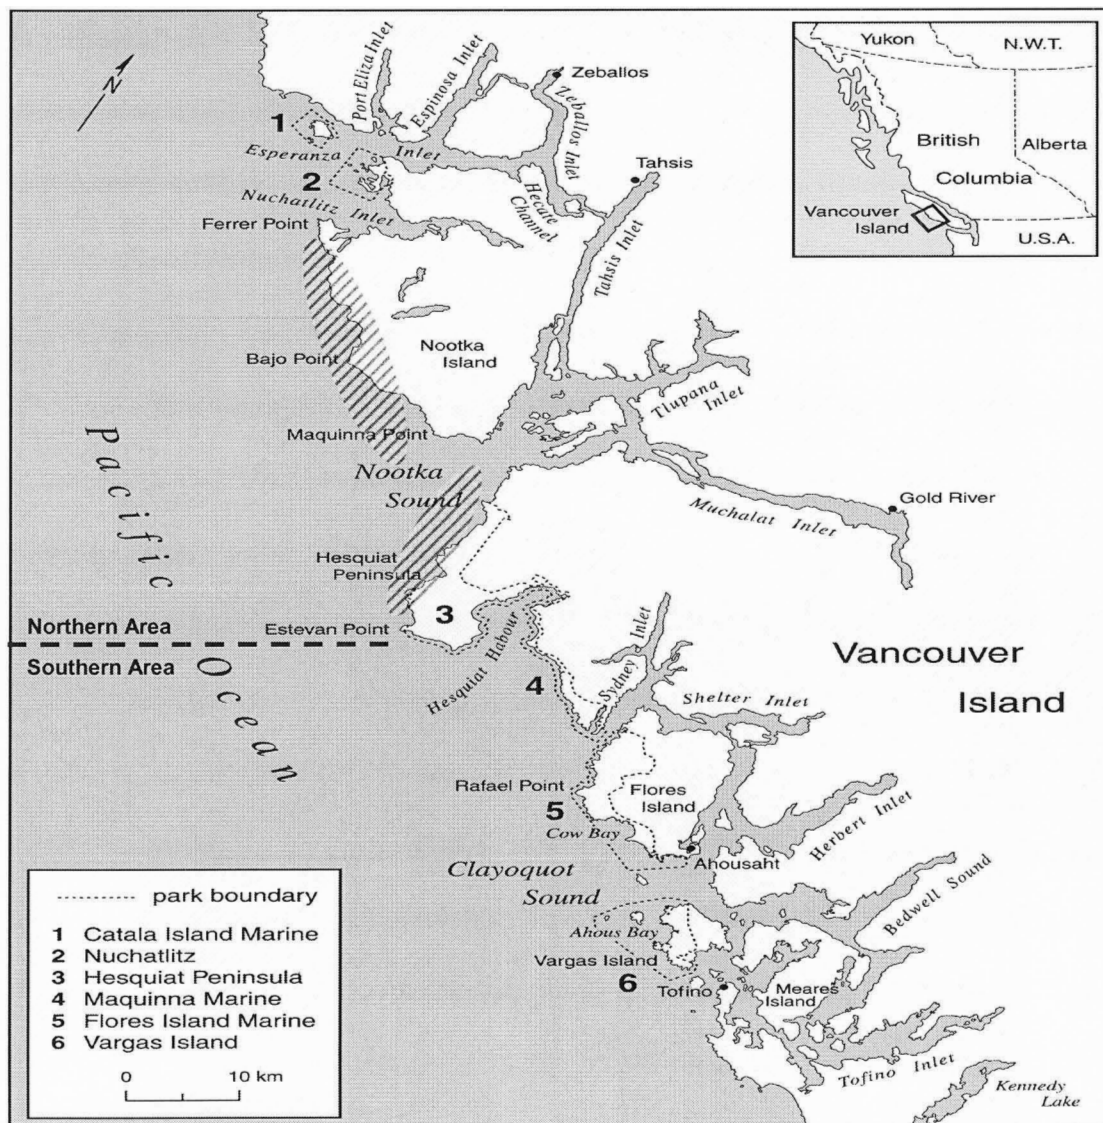 N
Port Eliza Inlet
Espinosa Inlet
Zeballos
Zeballos Inlet
1
Esperanza Inlet
2
Nuchatlitz Inlet
Hecate
Channel
Tahsis
Tahsis Inlet
Ferrer Point
Bajo Point
Nootka
Island
Tlupana
Inlet
Maquinna Point
Nootka
Sound
Muchalat Inlet
Gold River
Pacific
Ocean
Hesquiat
Peninsula
3
Estevan Point
Northern Area
Southern Area
Hesquiat Habour
4
Sydney Inlet
Shelter Inlet
Vancouver
Island
Rafael Point
5
Flores
Island
Cow Bay
Ahousaht
Herbert Inlet
Clayoquot
Sound
Bedwell Sound
Ahous Bay
Vargas Island
6
Tofino
Meares
Island
Tofino Inlet
Kennedy
Lake
Yukon
N.W.T.
British
Columbia
Alberta
Vancouver
Island
U.S.A.
park boundary
1 Catala Island Marine
2 Nuchatlitz
3 Hesquiat Peninsula
4 Maquinna Marine
5 Flores Island Marine
6 Vargas Island
0 10 km